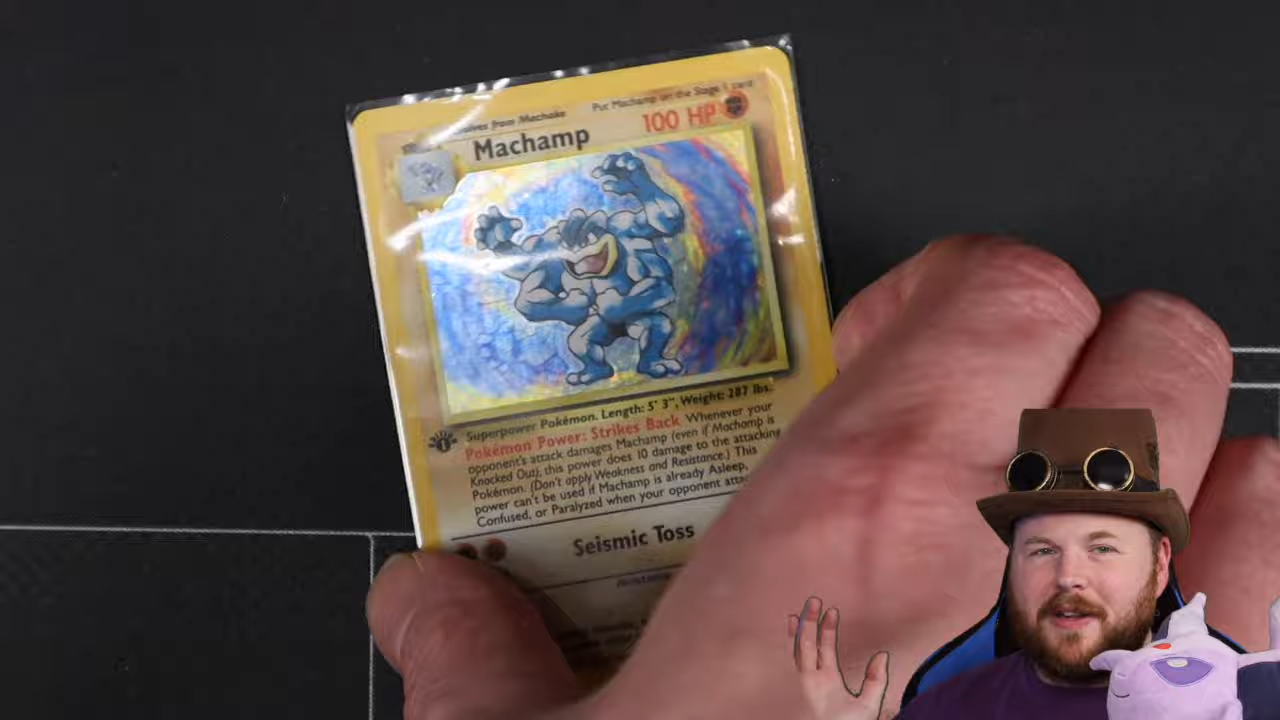 Put Machamp on the Stage 1 card
Evolves from Machoke
Machamp
100 HP
Superpower Pokémon. Length: 5' 3", Weight: 287 lbs.
Pokémon Power: Strikes Back Whenever your
opponent's attack damages Machamp (even if Machamp is
Knocked Out), this power does 10 damage to the attacking
Pokémon. (Don't apply Weakness and Resistance.) This
power can't be used if Machamp is already Asleep,
Confused, or Paralyzed when your opponent
Seismic Toss